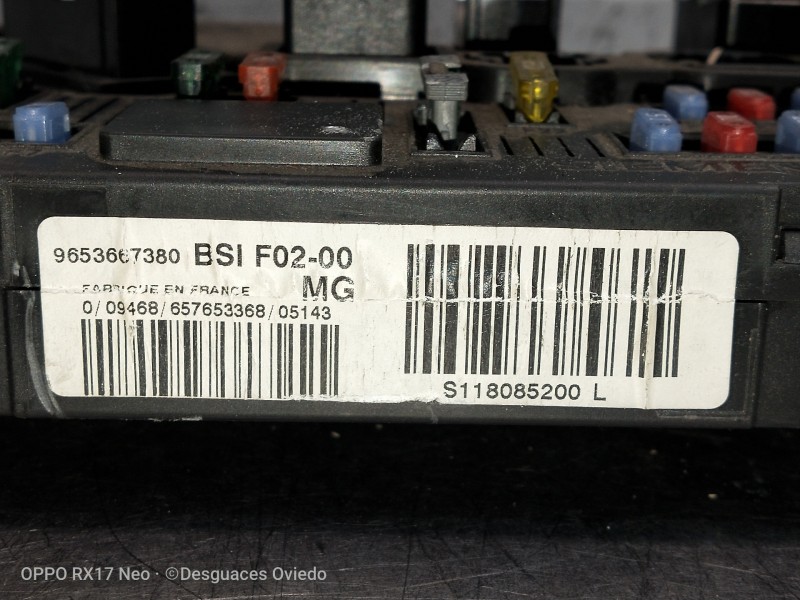 9653667380 BSI F02-00
FABRIQUE EN FRANCE MG
0/ 09468/ 657653368/ 05143
S118085200 L
OPPO RX17 Neo · ©Desguaces Oviedo